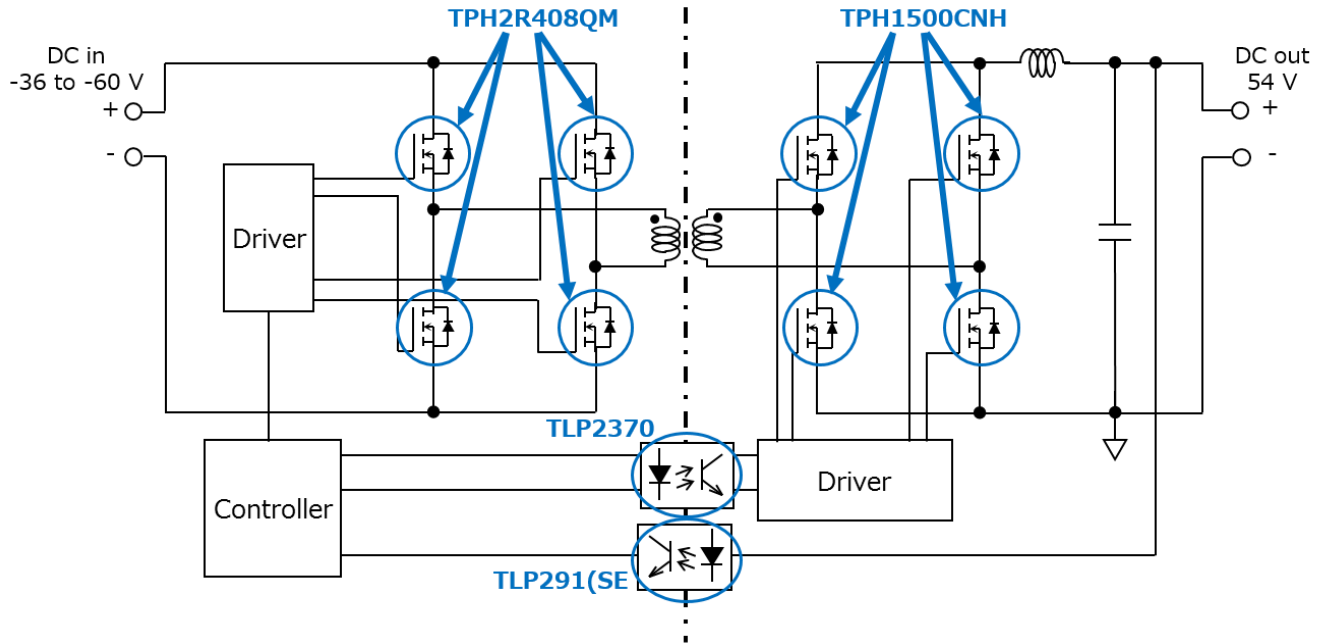 TPH2R408QM
TPH1500CNH
DC in
-36 to -60 V
+
-
DC out
54 V
+
-
Driver
TLP2370
Controller
Driver
TLP291(SE